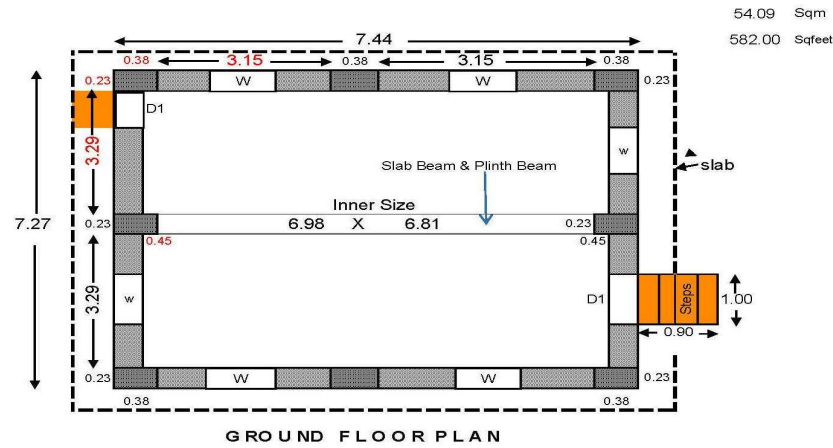 54.09 Sqm
582.00 Sqfeet
7.44
0.38 3.15 0.38 3.15 0.38
0.23 W W 0.23
D1
3.29
w
Slab Beam & Plinth Beam
slab
Inner Size
7.27 0.23 6.98 X 6.81 0.23
0.45 0.45
3.29
w D1 Steps 1.00
0.90
0.23 W W 0.23
0.38 0.38
GROUND FLOOR PLAN